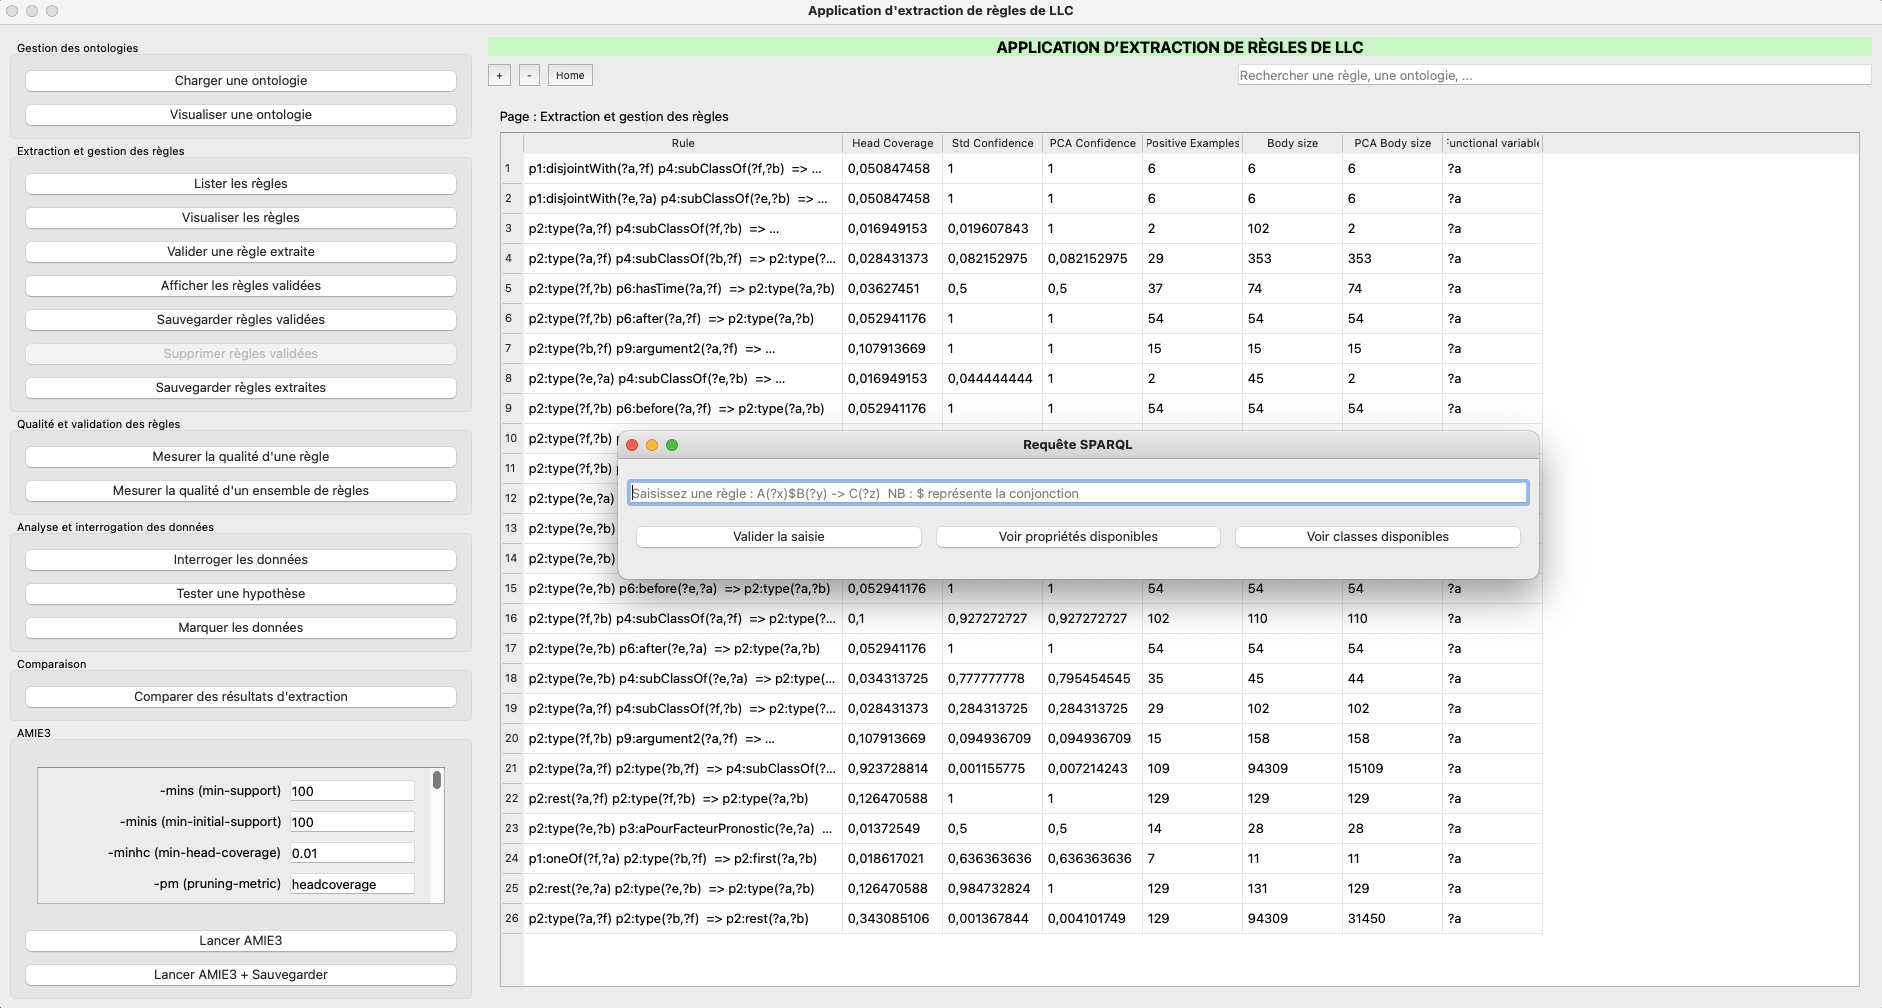 Application d'extraction de règles de LLC
Gestion des ontologies
Charger une ontologie
Visualiser une ontologie
Extraction et gestion des règles
Lister les règles
Visualiser les règles
Valider une règle extraite
Afficher les règles validées
Sauvegarder règles validées
Supprimer règles validées
Sauvegarder règles extraites
Qualité et validation des règles
Mesurer la qualité d'une règle
Mesurer la qualité d'un ensemble de règles
Analyse et interrogation des données
Interroger les données
Tester une hypothèse
Marquer les données
Comparaison
Comparer des résultats d'extraction
AMIE3
-mins (min-support) 100
-minis (min-initial-support) 100
-minhc (min-head-coverage) 0.01
-pm (pruning-metric) headcoverage
Lancer AMIE3
Lancer AMIE3 + Sauvegarder
APPLICATION D’EXTRACTION DE RÈGLES DE LLC
+ - Home Rechercher une règle, une ontologie, ...
Page : Extraction et gestion des règles
Rule Head Coverage Std Confidence PCA Confidence Positive Examples Body size PCA Body size Functional variable
1 p1:disjointWith(?a,?f) p4:subClassOf(?f,?b) => ... 0,050847458 1 1 6 6 6 ?a
2 p1:disjointWith(?e,?a) p4:subClassOf(?e,?b) => ... 0,050847458 1 1 6 6 6 ?a
3 p2:type(?a,?f) p4:subClassOf(?f,?b) => ... 0,016949153 0,019607843 1 2 102 2 ?a
4 p2:type(?a,?f) p4:subClassOf(?b,?f) => p2:type(?... 0,028431373 0,082152975 0,082152975 29 353 353 ?a
5 p2:type(?f,?b) p6:hasTime(?a,?f) => p2:type(?a,?b) 0,03627451 0,5 0,5 37 74 74 ?a
6 p2:type(?f,?b) p6:after(?a,?f) => p2:type(?a,?b) 0,052941176 1 1 54 54 54 ?a
7 p2:type(?b,?f) p9:argument2(?a,?f) => ... 0,107913669 1 1 15 15 15 ?a
8 p2:type(?e,?a) p4:subClassOf(?e,?b) => ... 0,016949153 0,044444444 1 2 45 2 ?a
9 p2:type(?f,?b) p6:before(?a,?f) => p2:type(?a,?b) 0,052941176 1 1 54 54 54 ?a
10 p2:type(?f,?b)
11 p2:type(?f,?b)
12 p2:type(?e,?a)
13 p2:type(?e,?b)
14 p2:type(?e,?b)
Requête SPARQL
Saisissez une règle : A(?x)$B(?y) -> C(?z) NB : $ représente la conjonction
Valider la saisie Voir propriétés disponibles Voir classes disponibles
15 p2:type(?e,?b) p6:before(?e,?a) => p2:type(?a,?b) 0,052941176 1 1 54 54 54 ?a
16 p2:type(?f,?b) p4:subClassOf(?a,?f) => p2:type(?... 0,1 0,927272727 0,927272727 102 110 110 ?a
17 p2:type(?e,?b) p6:after(?e,?a) => p2:type(?a,?b) 0,052941176 1 1 54 54 54 ?a
18 p2:type(?e,?b) p4:subClassOf(?e,?a) => p2:type(... 0,034313725 0,777777778 0,795454545 35 45 44 ?a
19 p2:type(?a,?f) p4:subClassOf(?f,?b) => p2:type(?... 0,028431373 0,284313725 0,284313725 29 102 102 ?a
20 p2:type(?f,?b) p9:argument2(?a,?f) => ... 0,107913669 0,094936709 0,094936709 15 158 158 ?a
21 p2:type(?a,?f) p2:type(?b,?f) => p4:subClassOf(?... 0,923728814 0,001155775 0,007214243 109 94309 15109 ?a
22 p2:rest(?a,?f) p2:type(?f,?b) => p2:type(?a,?b) 0,126470588 1 1 129 129 129 ?a
23 p2:type(?e,?b) p3:aPourFacteurPronostic(?e,?a) ... 0,01372549 0,5 0,5 14 28 28 ?a
24 p1:oneOf(?f,?a) p2:type(?b,?f) => p2:first(?a,?b) 0,018617021 0,636363636 0,636363636 7 11 11 ?a
25 p2:rest(?e,?a) p2:type(?e,?b) => p2:type(?a,?b) 0,126470588 0,984732824 1 129 131 129 ?a
26 p2:type(?a,?f) p2:type(?b,?f) => p2:rest(?a,?b) 0,343085106 0,001367844 0,004101749 129 94309 31450 ?a